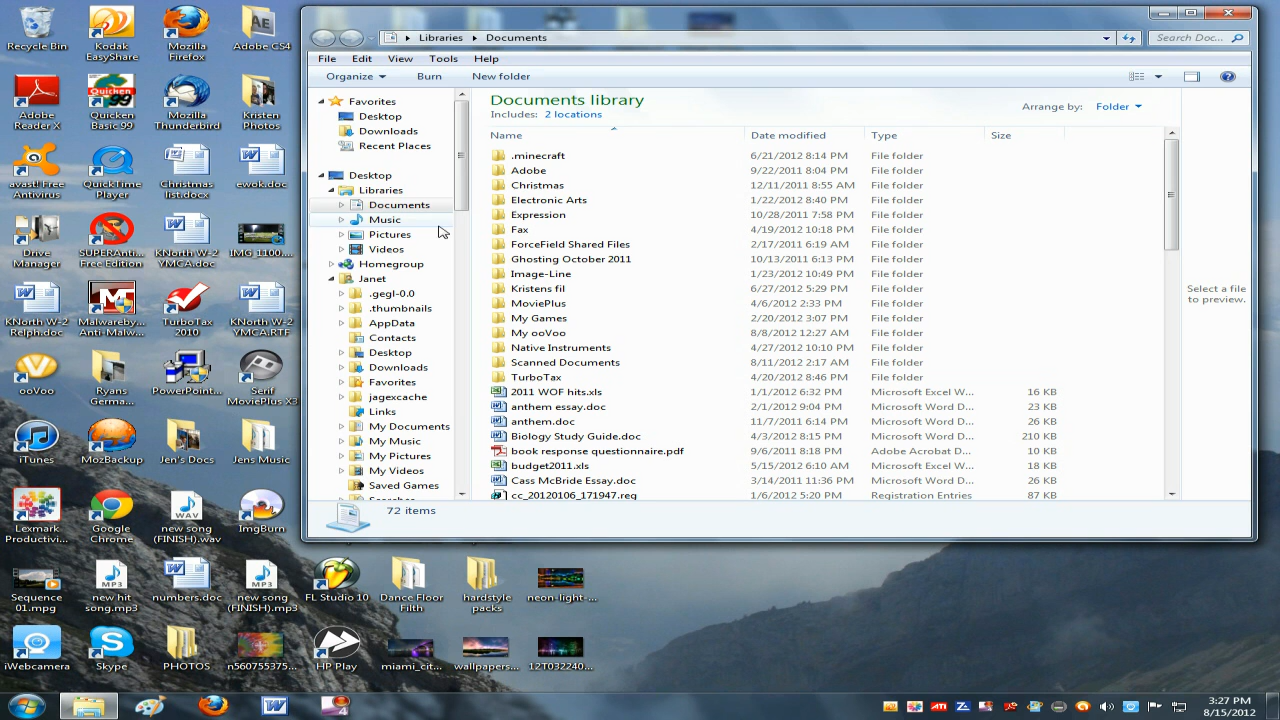 Recycle Bin
Kodak EasyShare
Mozilla Firefox
Adobe CS4
Adobe Reader X
Quicken Basic 99
Mozilla Thunderbird
Kristen Photos
avast! Free Antivirus
QuickTime Player
Christmas list.docx
ewok.doc
Drive Manager
SUPERAnti... Free Edition
KNorth W-2 YMCA.doc
IMG_1100....
KNorth W-2 Relph.doc
Malwareby... Anti-Malw...
TurboTax 2010
KNorth W-2 YMCA.RTF
ooVoo
Ryans Germa...
PowerPoint...
Serif MoviePlus X3
iTunes
MozBackup
Jen's Docs
Jens Music
Lexmark Productivi...
Google Chrome
WAV
new song (FINISH).wav
ImgBurn
Sequence 01.mpg
MP3
new hit song.mp3
numbers.doc
MP3
new song (FINISH).mp3
FL Studio 10
Dance Floor Filth
hardstyle packs
neon-light-...
iWebcamera
Skype
PHOTOS
n560755375...
HP Play
miami_cit...
wallpapers...
12T032240...
Libraries
Documents
Search Doc...
File Edit View Tools Help
Organize Burn New folder
Favorites
Desktop
Downloads
Recent Places
Desktop
Libraries
Documents
Music
Pictures
Videos
Homegroup
Janet
.gegl-0.0
.thumbnails
AppData
Contacts
Desktop
Downloads
Favorites
jagexcache
Links
My Documents
My Music
My Pictures
My Videos
Saved Games
Documents library
Includes: 2 locations
Arrange by: Folder
Name Date modified Type Size
.minecraft 6/21/2012 8:14 PM File folder
Adobe 9/22/2011 8:04 PM File folder
Christmas 12/11/2011 8:55 AM File folder
Electronic Arts 1/22/2012 8:40 PM File folder
Expression 10/28/2011 7:58 PM File folder
Fax 4/19/2012 10:18 PM File folder
ForceField Shared Files 2/17/2011 6:19 AM File folder
Ghosting October 2011 10/13/2011 6:13 PM File folder
Image-Line 1/23/2012 10:49 PM File folder
Kristens fil 6/27/2012 5:29 PM File folder
MoviePlus 4/6/2012 2:33 PM File folder
My Games 2/20/2012 3:07 PM File folder
My ooVoo 8/8/2012 12:27 AM File folder
Native Instruments 4/27/2012 10:10 PM File folder
Scanned Documents 8/11/2012 2:17 AM File folder
TurboTax 4/20/2012 8:46 PM File folder
2011 WOF hits.xls 1/1/2012 6:32 PM Microsoft Excel W... 16 KB
anthem essay.doc 2/1/2012 9:04 PM Microsoft Word D... 23 KB
anthem.doc 11/7/2011 6:14 PM Microsoft Word D... 26 KB
Biology Study Guide.doc 4/3/2012 8:15 PM Microsoft Word D... 210 KB
book response questionnaire.pdf 9/6/2011 8:18 PM Adobe Acrobat D... 10 KB
budget2011.xls 5/15/2012 6:10 AM Microsoft Excel W... 18 KB
Cass McBride Essay.doc 3/14/2011 11:36 PM Microsoft Word D... 26 KB
cc_20120106_171947.reg 1/6/2012 5:20 PM Registration Entries 87 KB
Select a file to preview.
72 items
3:27 PM
8/15/2012